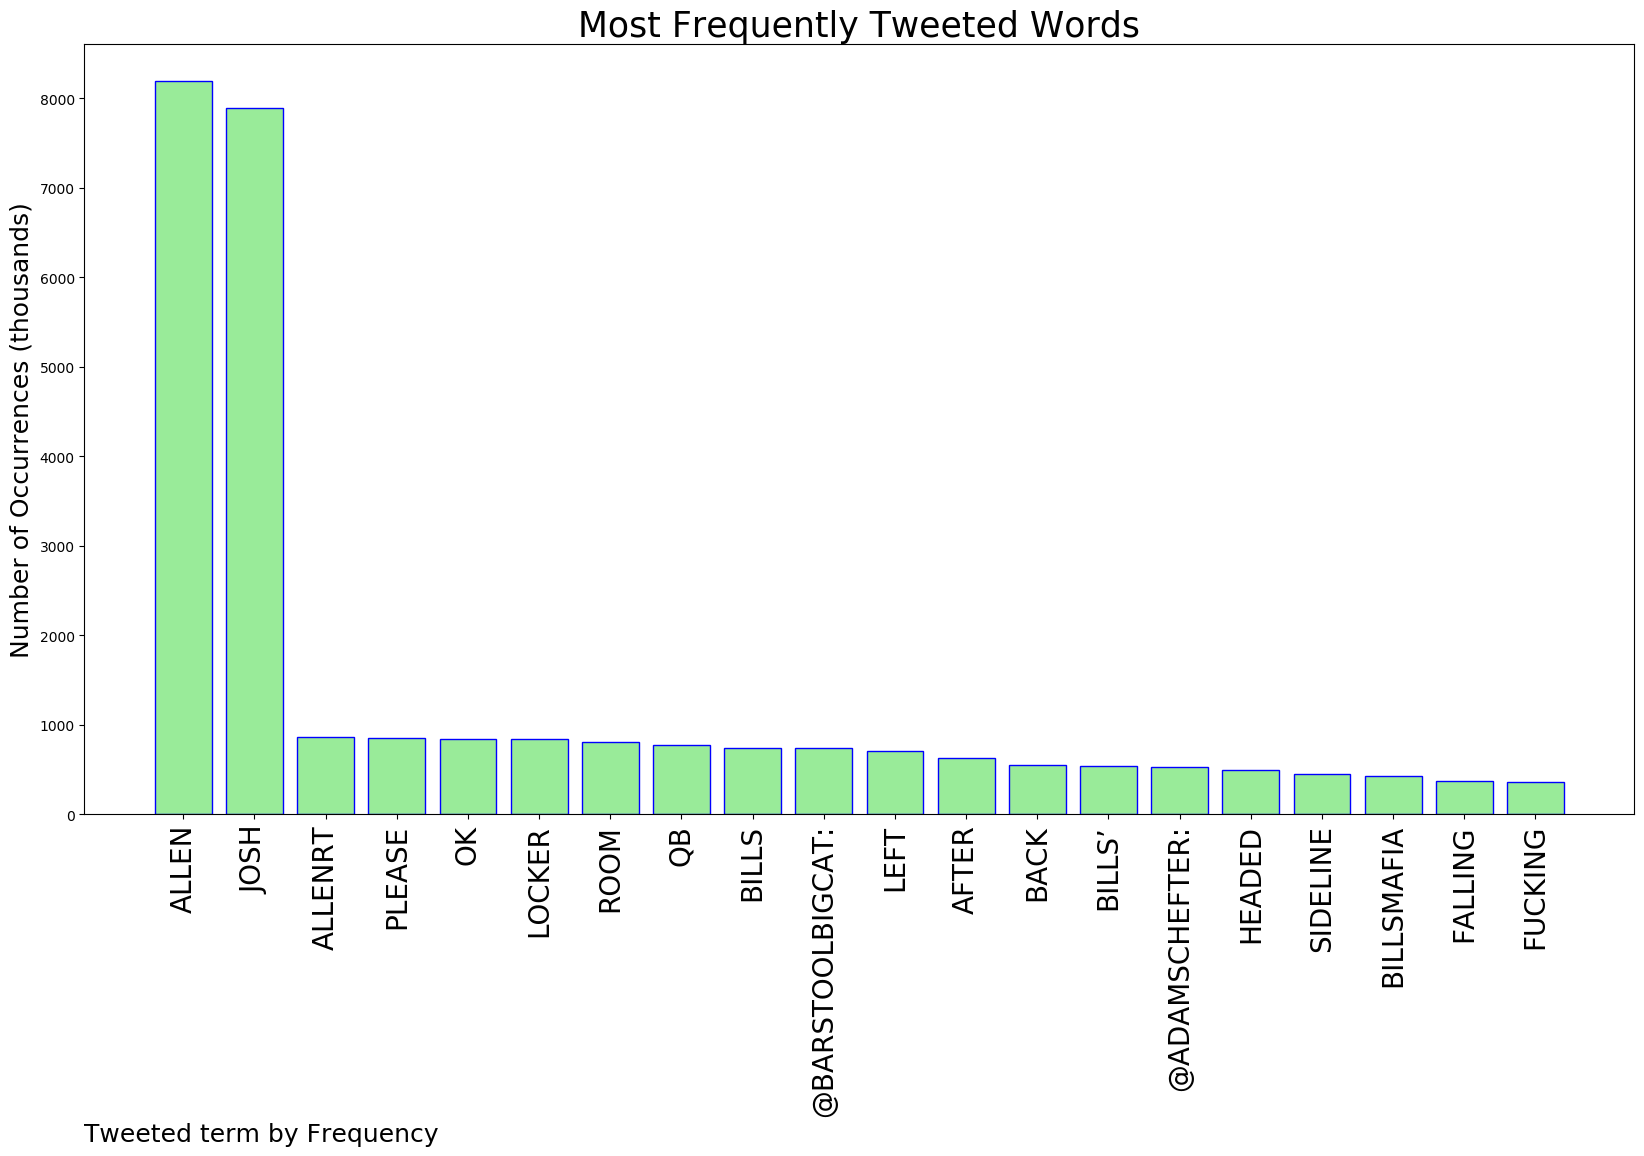 Most Frequently Tweeted Words
Number of Occurrences (thousands)
8000
7000
6000
5000
4000
3000
2000
1000
0
ALLEN
JOSH
ALLENRT
PLEASE
OK
LOCKER
ROOM
QB
BILLS
@BARSTOOLBIGCAT:
LEFT
AFTER
BACK
BILLS’
@ADAMSCHEFTER:
HEADED
SIDELINE
BILLSMAFIA
FALLING
FUCKING
Tweeted term by Frequency